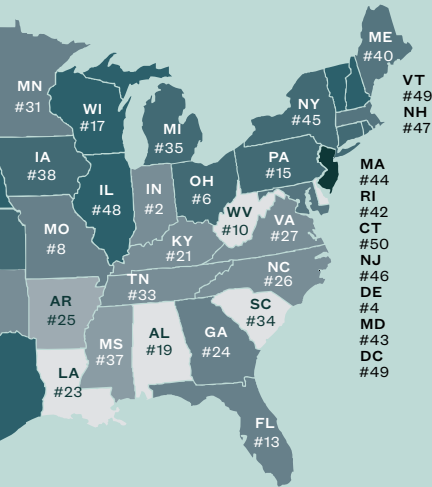 ME
#40
VT
#49
NH
#47
MN
#31
WI
#17
NY
#45
MI
#35
IA
#38
PA
#15
IL
#48
IN
#2
OH
#6
MA
#44
RI
#42
CT
#50
NJ
#46
DE
#4
MD
#43
DC
#49
WV
#10
VA
#27
MO
#8
KY
#21
TN
#33
NC
#26
AR
#25
SC
#34
MS
#37
AL
#19
GA
#24
LA
#23
FL
#13